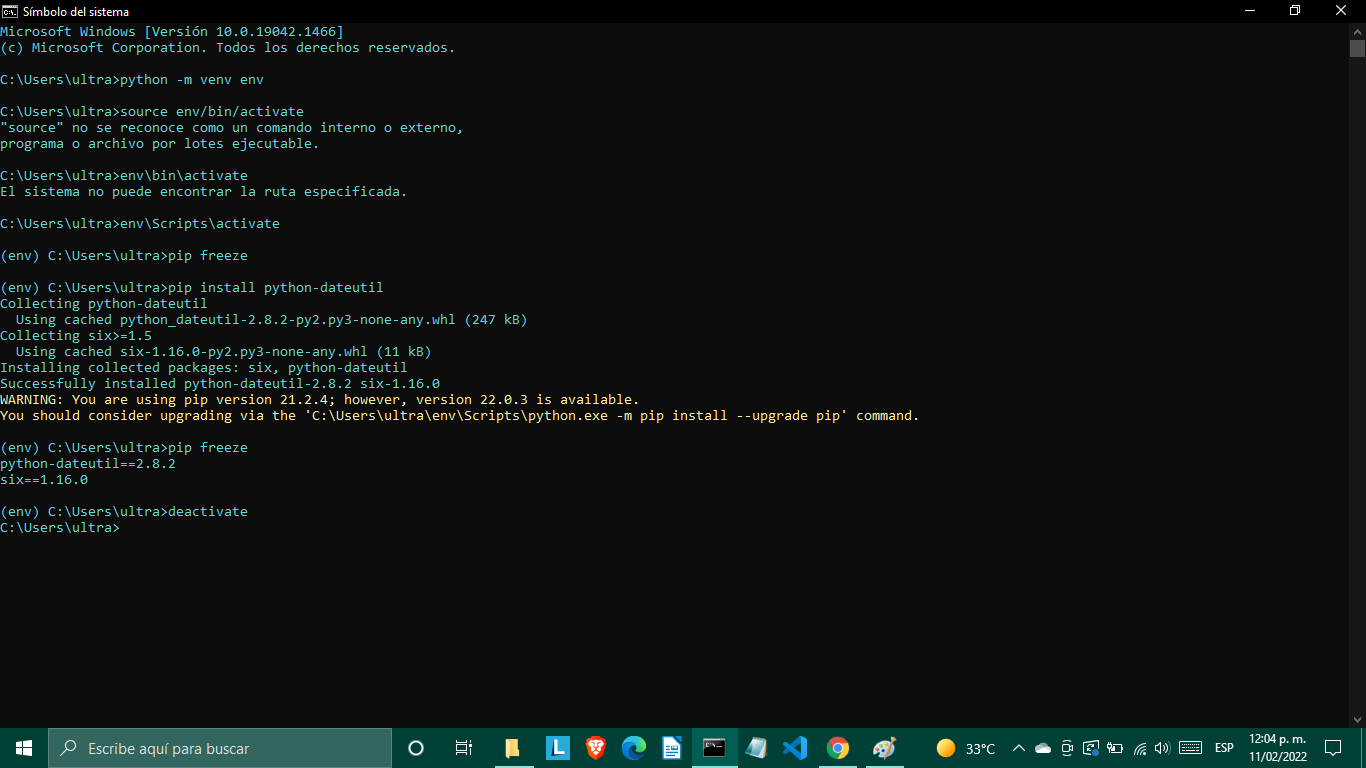 Símbolo del sistema
Microsoft Windows [Versión 10.0.19042.1466]
(c) Microsoft Corporation. Todos los derechos reservados.
C:\Users\ultra>python -m venv env
C:\Users\ultra>source env/bin/activate
"source" no se reconoce como un comando interno o externo,
programa o archivo por lotes ejecutable.
C:\Users\ultra>env\bin\activate
El sistema no puede encontrar la ruta especificada.
C:\Users\ultra>env\Scripts\activate
(env) C:\Users\ultra>pip freeze
(env) C:\Users\ultra>pip install python-dateutil
Collecting python-dateutil
  Using cached python_dateutil-2.8.2-py2.py3-none-any.whl (247 kB)
Collecting six>=1.5
  Using cached six-1.16.0-py2.py3-none-any.whl (11 kB)
Installing collected packages: six, python-dateutil
Successfully installed python-dateutil-2.8.2 six-1.16.0
WARNING: You are using pip version 21.2.4; however, version 22.0.3 is available.
You should consider upgrading via the 'C:\Users\ultra\env\Scripts\python.exe -m pip install --upgrade pip' command.
(env) C:\Users\ultra>pip freeze
python-dateutil==2.8.2
six==1.16.0
(env) C:\Users\ultra>deactivate
C:\Users\ultra>
Escribe aquí para buscar
L
33°C
ESP
12:04 p. m.
11/02/2022